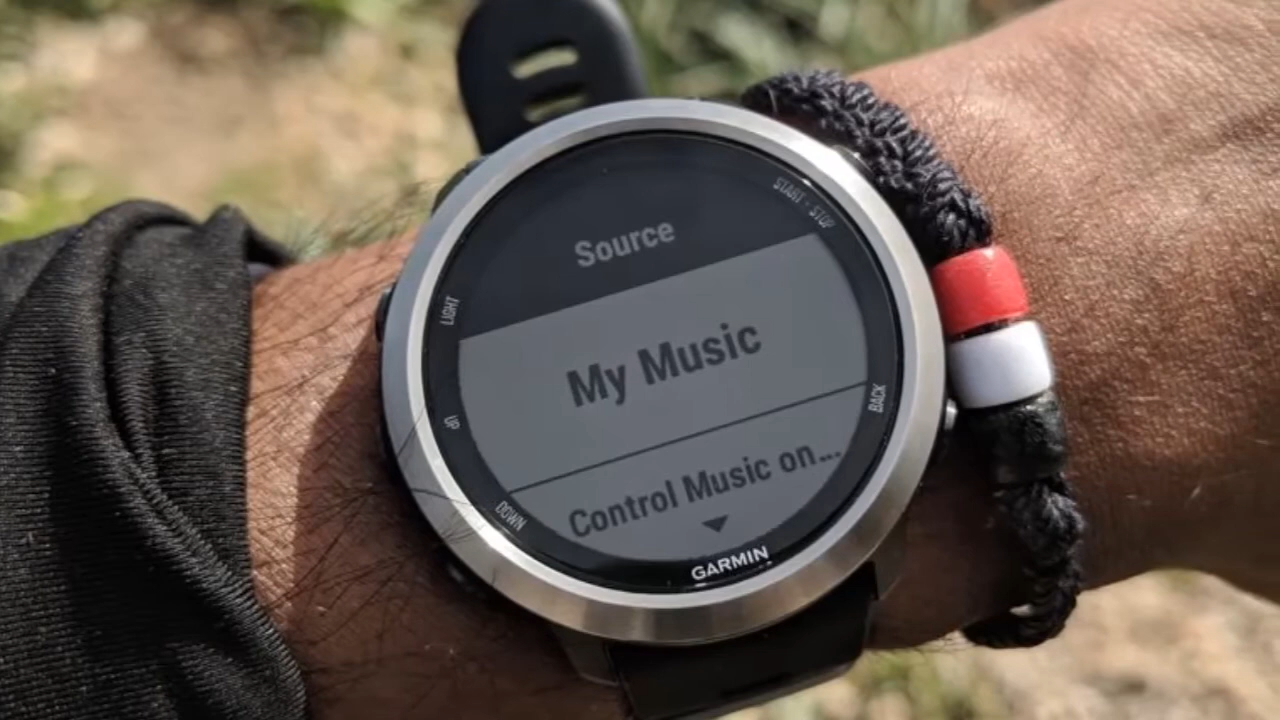 START · STOP
Source
LIGHT
My Music
UP
BACK
Control Music on...
DOWN
GARMIN